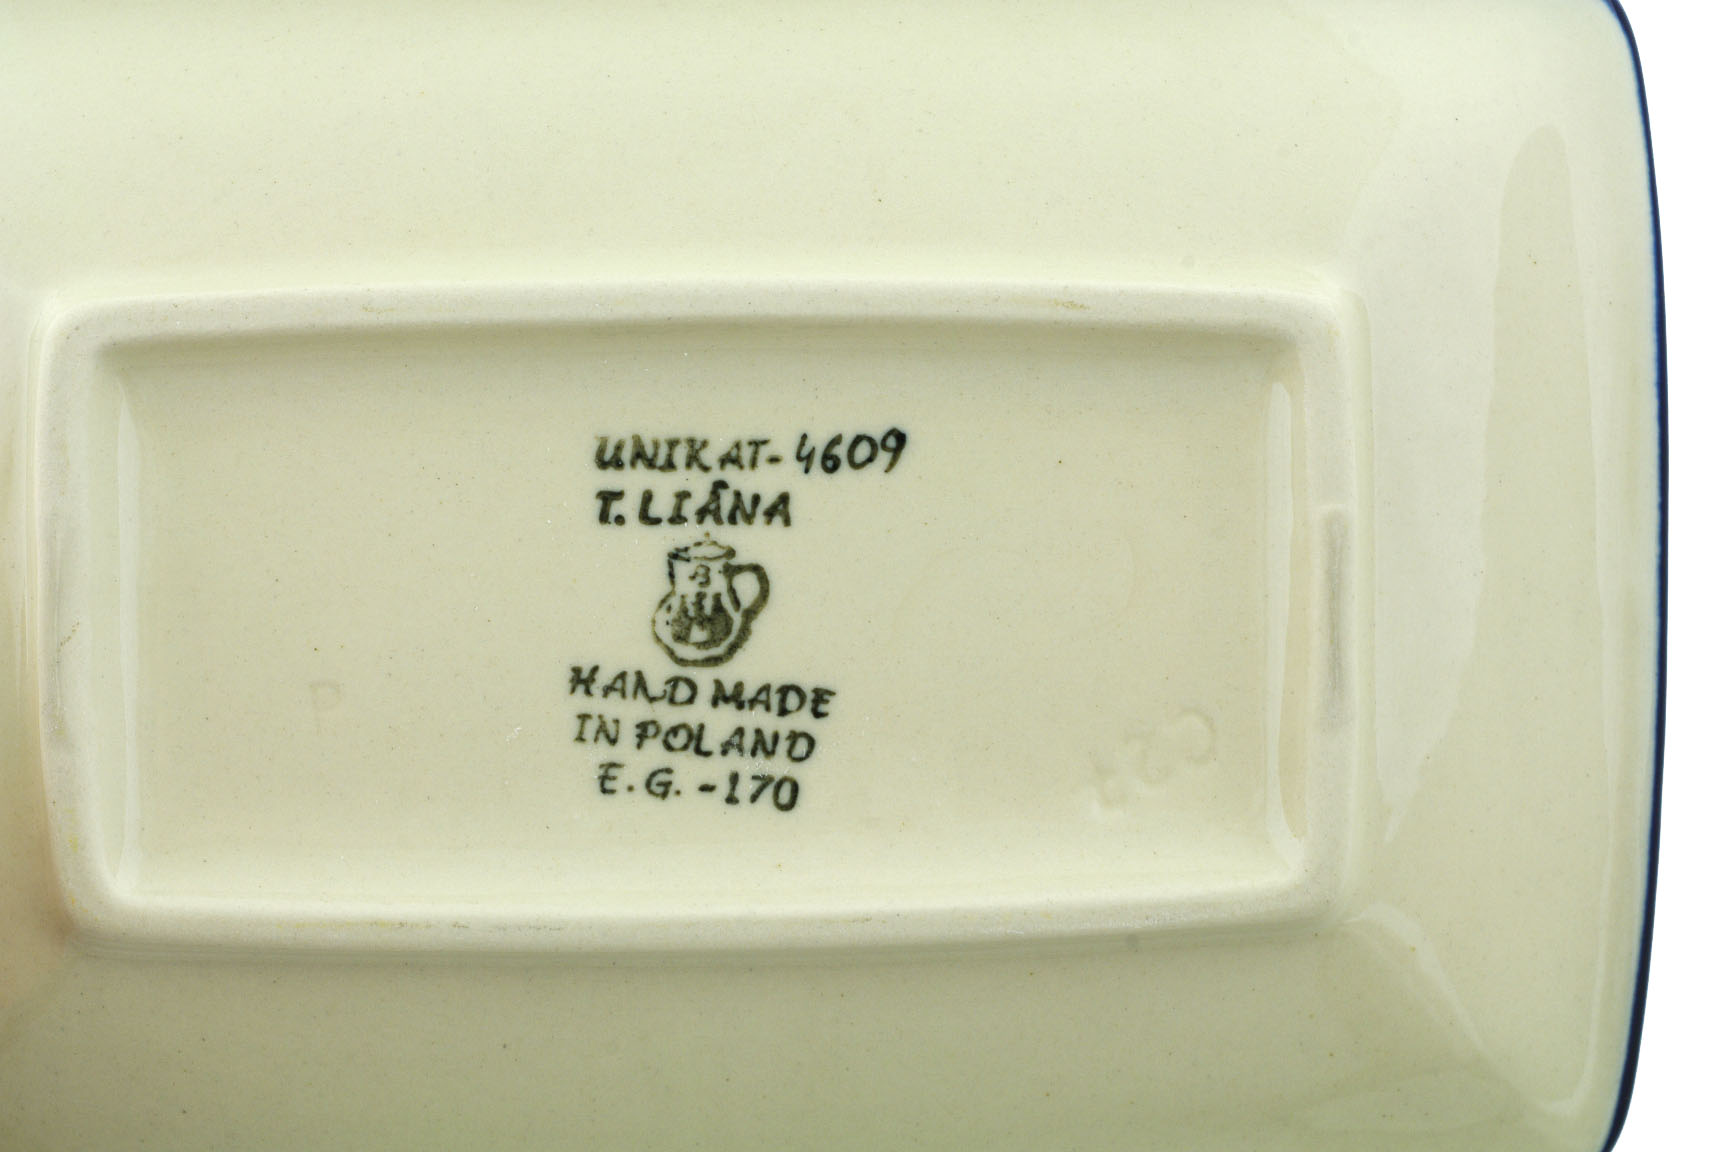 UNIKAT-4609
T. LIÂNA
B
HAND MADE
IN POLAND
E.G.-170
P